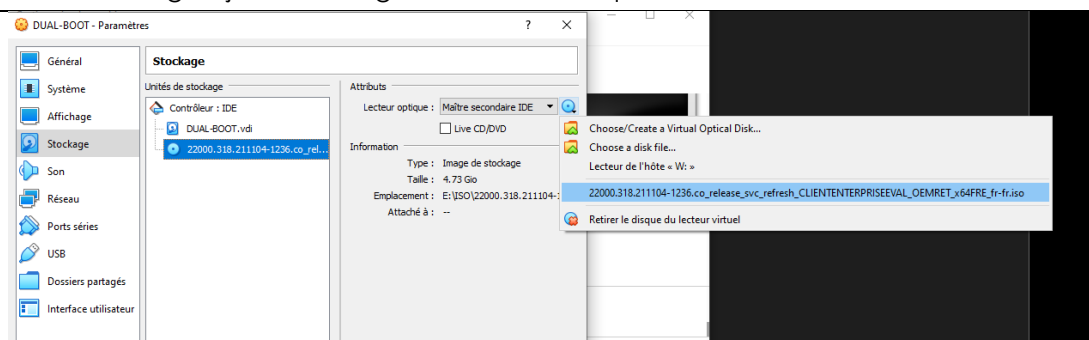 DUAL-BOOT - Paramètres
? ×
Général
Système
Affichage
Stockage
Son
Réseau
Ports séries
USB
Dossiers partagés
Interface utilisateur
Stockage
Unités de stockage
Contrôleur : IDE
DUAL-BOOT.vdi
22000.318.211104-1236.co_rel...
Attributs
Lecteur optique : Maître secondaire IDE
Live CD/DVD
Information
Type : Image de stockage
Taille : 4.73 Gio
Emplacement : E:\ISO\22000.318.211104-
Attaché à : --
Choose/Create a Virtual Optical Disk...
Choose a disk file...
Lecteur de l'hôte « W: »
22000.318.211104-1236.co_release_svc_refresh_CLIENTENTERPRISEEVAL_OEMRET_x64FRE_fr-fr.iso
Retirer le disque du lecteur virtuel